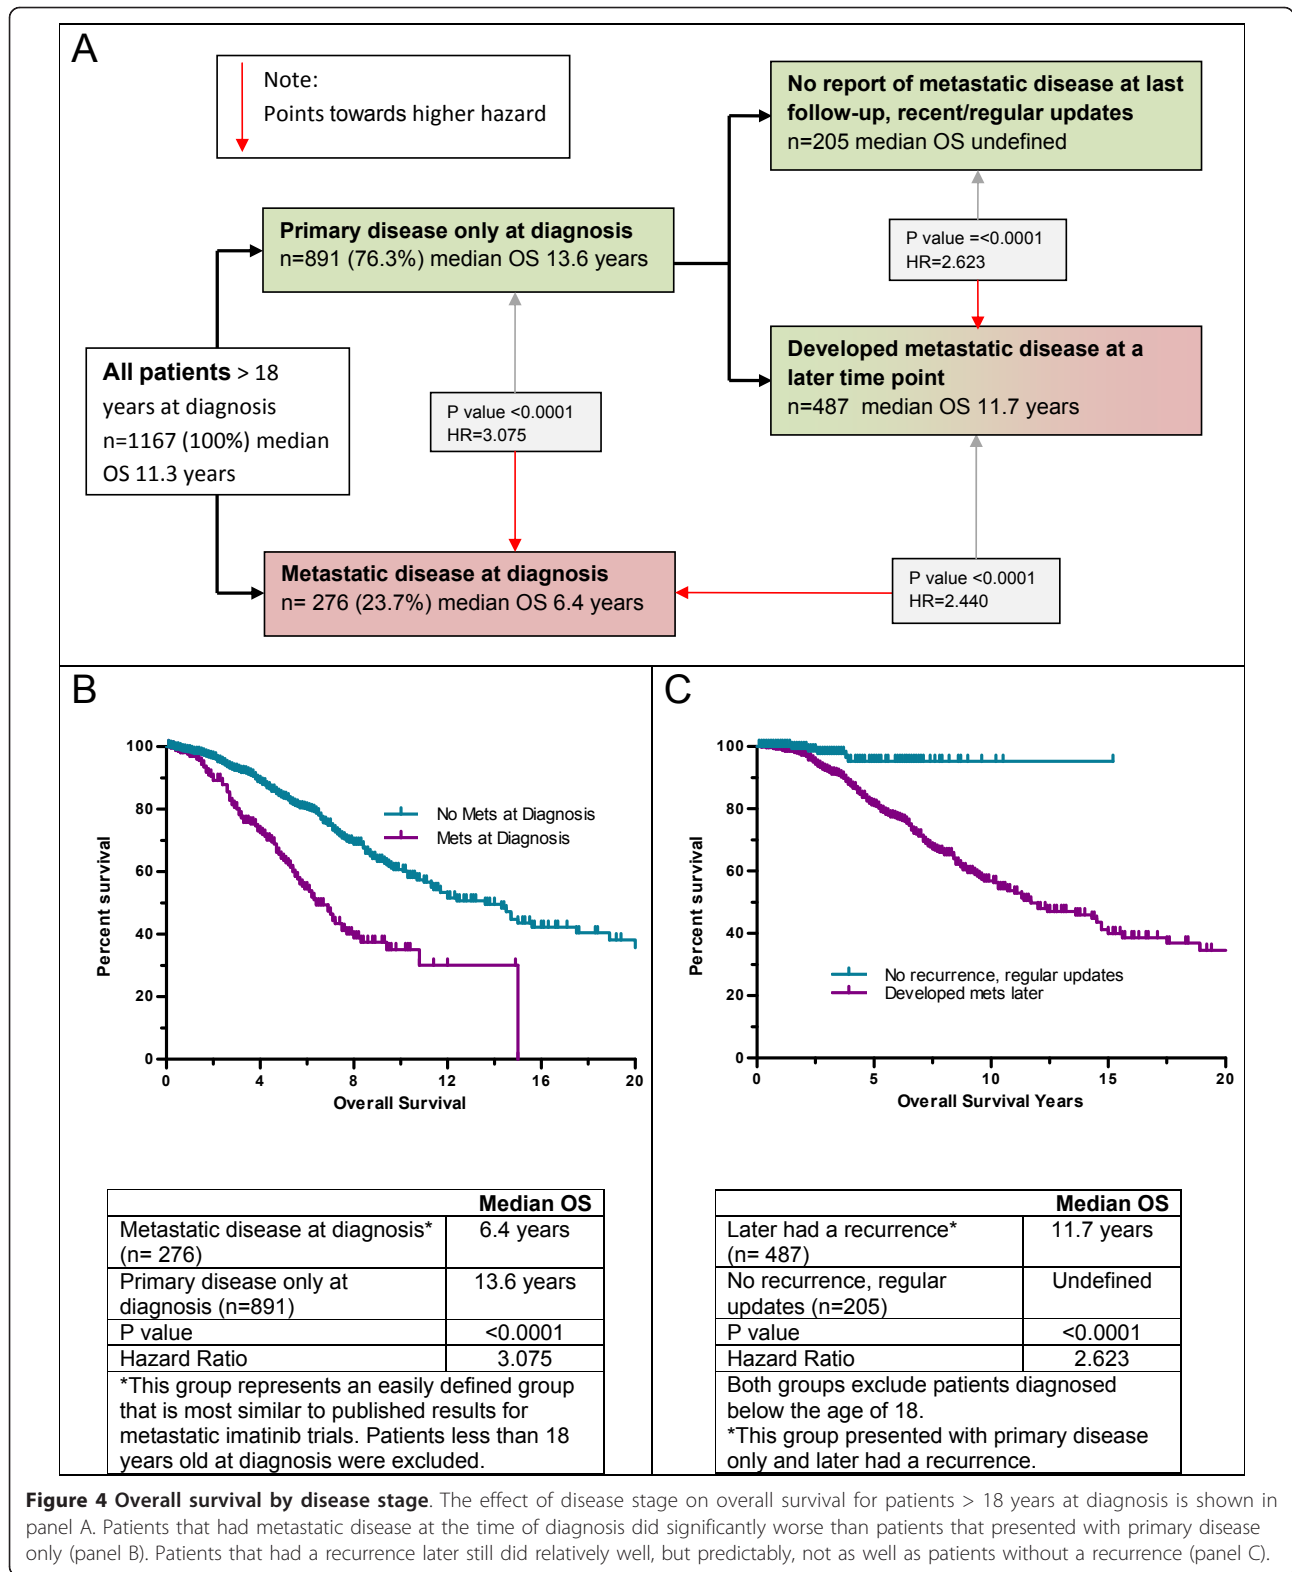 A
Note:
Points towards higher hazard
No report of metastatic disease at last
follow-up, recent/regular updates
n=205 median OS undefined
Primary disease only at diagnosis
n=891 (76.3%) median OS 13.6 years
P value =<0.0001
HR=2.623
All patients > 18
years at diagnosis
n=1167 (100%) median
OS 11.3 years
P value <0.0001
HR=3.075
Developed metastatic disease at a
later time point
n=487 median OS 11.7 years
Metastatic disease at diagnosis
n= 276 (23.7%) median OS 6.4 years
P value <0.0001
HR=2.440
B
Percent survival
100
80
60
40
20
0
No Mets at Diagnosis
Mets at Diagnosis
0 4 8 12 16 20
Overall Survival
Median OS
Metastatic disease at diagnosis* 6.4 years
(n= 276)
Primary disease only at 13.6 years
diagnosis (n=891)
P value <0.0001
Hazard Ratio 3.075
*This group represents an easily defined group
that is most similar to published results for
metastatic imatinib trials. Patients less than 18
years old at diagnosis were excluded.
C
Percent survival
100
80
60
40
20
0
No recurrence, regular updates
Developed mets later
0 5 10 15 20
Overall Survival Years
Median OS
Later had a recurrence* 11.7 years
(n= 487)
No recurrence, regular Undefined
updates (n=205)
P value <0.0001
Hazard Ratio 2.623
Both groups exclude patients diagnosed
below the age of 18.
*This group presented with primary disease
only and later had a recurrence.
Figure 4 Overall survival by disease stage. The effect of disease stage on overall survival for patients > 18 years at diagnosis is shown in
panel A. Patients that had metastatic disease at the time of diagnosis did significantly worse than patients that presented with primary disease
only (panel B). Patients that had a recurrence later still did relatively well, but predictably, not as well as patients without a recurrence (panel C).